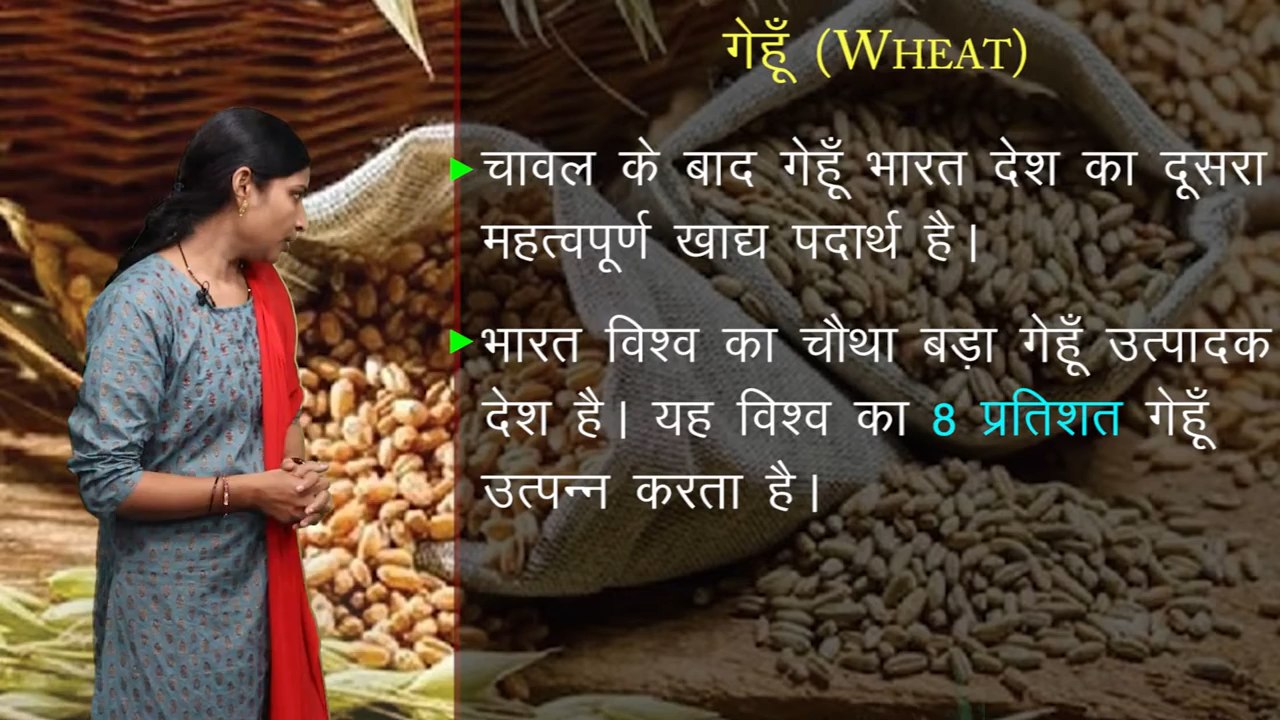 गेहूँ (WHEAT)
चावल के बाद गेहूँ भारत देश का दूसरा
महत्वपूर्ण खाद्य पदार्थ है।
भारत विश्व का चौथा बड़ा गेहूँ उत्पादक
देश है। यह विश्व का 8 प्रतिशत गेहूँ
उत्पन्न करता है।